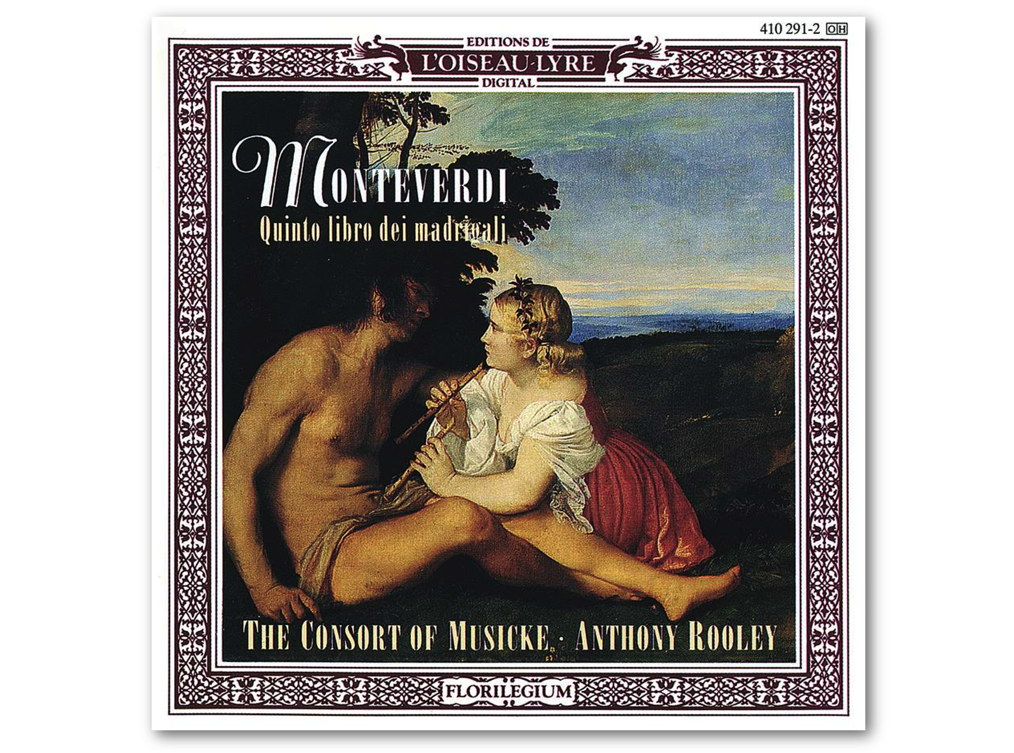 410 291-2 OH
EDITIONS DE
L'OISEAU-LYRE
DIGITAL
MONTEVERDI
Quinto libro dei madrigali
THE CONSORT OF MUSICKE · ANTHONY ROOLEY
FLORILEGIUM